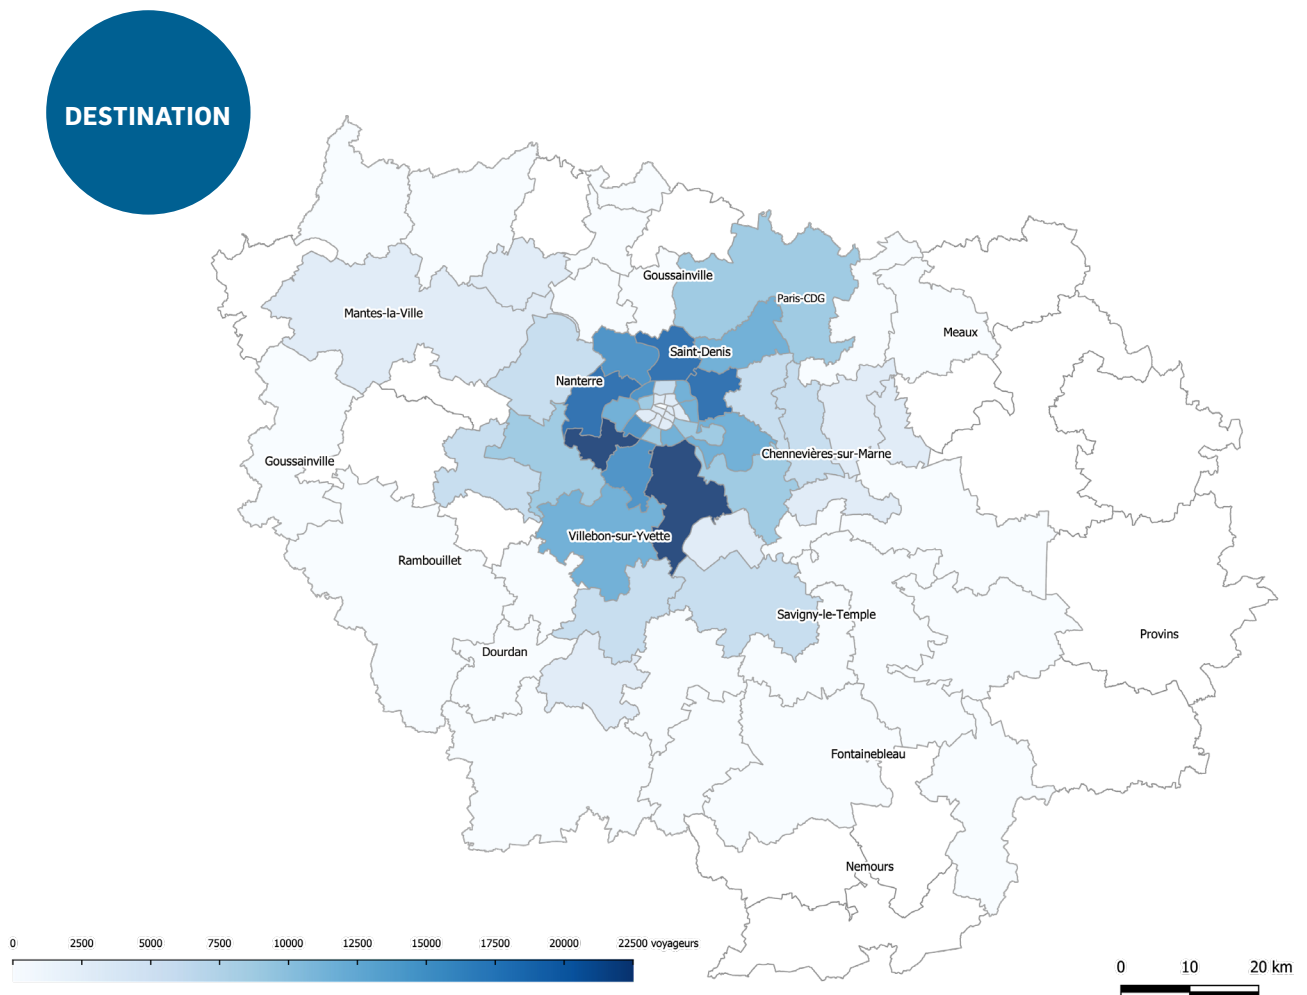 DESTINATION
Goussainville
Paris-CDG
Mantes-la-Ville
Meaux
Saint-Denis
Nanterre
Chennevières-sur-Marne
Goussainville
Villebon-sur-Yvette
Rambouillet
Savigny-le-Temple
Provins
Dourdan
Fontainebleau
Nemours
0 2500 5000 7500 10000 12500 15000 17500 20000 22500 voyageurs
0 10 20 km